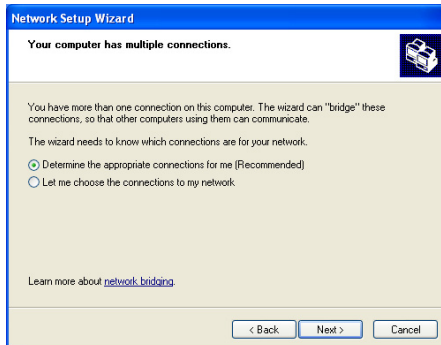 Network Setup Wizard
Your computer has multiple connections.
You have more than one connection on this computer. The wizard can "bridge" these
connections, so that other computers using them can communicate.
The wizard needs to know which connections are for your network.
Determine the appropriate connections for me (Recommended)
Let me choose the connections to my network
Learn more about network bridging.
< Back Next > Cancel